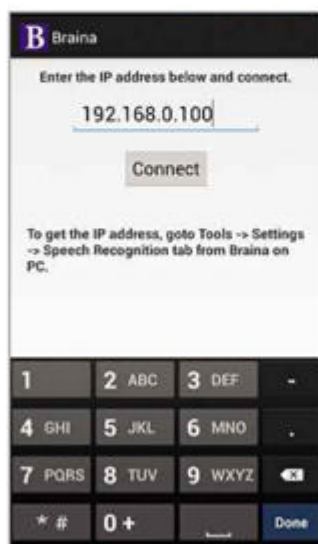 B Braina
Enter the IP address below and connect.
192.168.0.100
Connect
To get the IP address, goto Tools -> Settings
-> Speech Recognition tab from Braina on
PC.
1 2 ABC 3 DEF -
4 GHI 5 JKL 6 MNO .
7 PQRS 8 TUV 9 WXYZ
* # 0 + Done